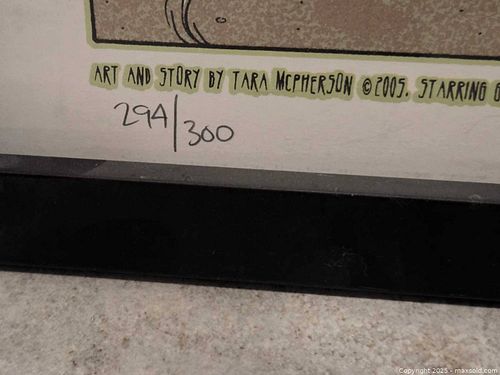 ART AND STORY BY TARA MCPHERSON ©2005. STARRING
294/300
Copyright 2025 - maxsold.com